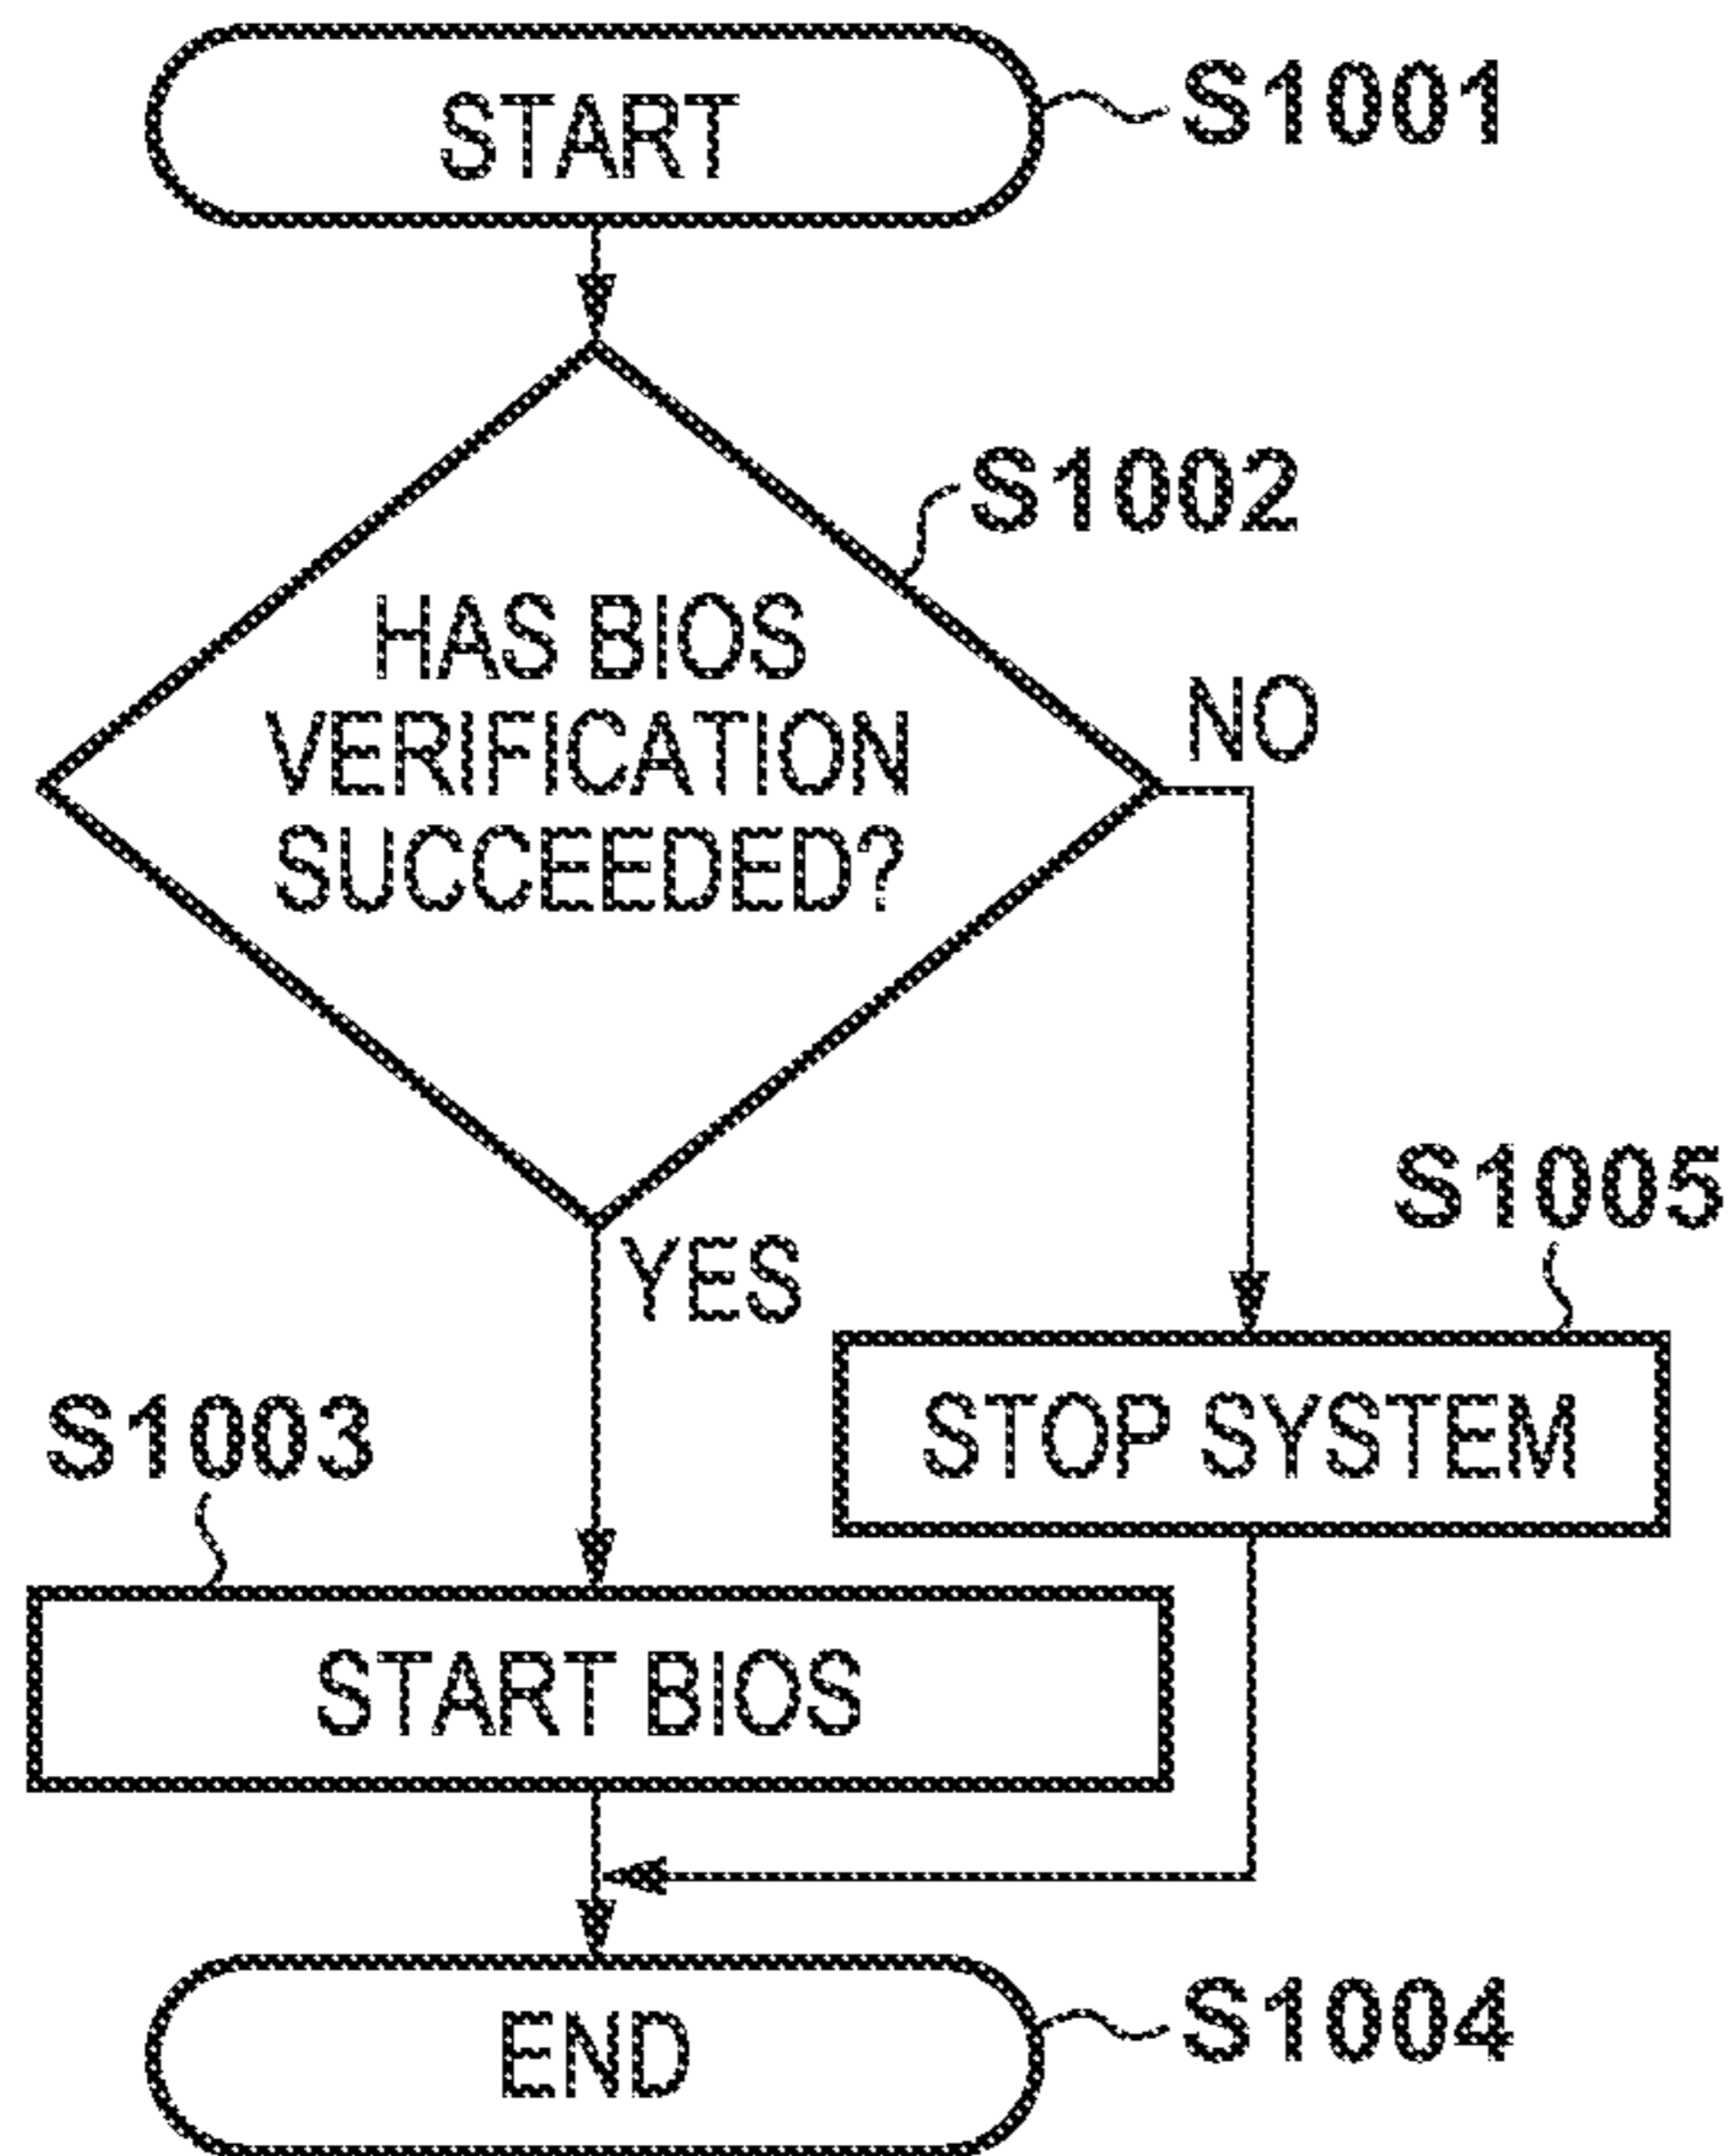 START
S1001
S1002
HAS BIOS
VERIFICATION
SUCCEEDED?
NO
YES
S1005
STOP SYSTEM
S1003
START BIOS
END
S1004